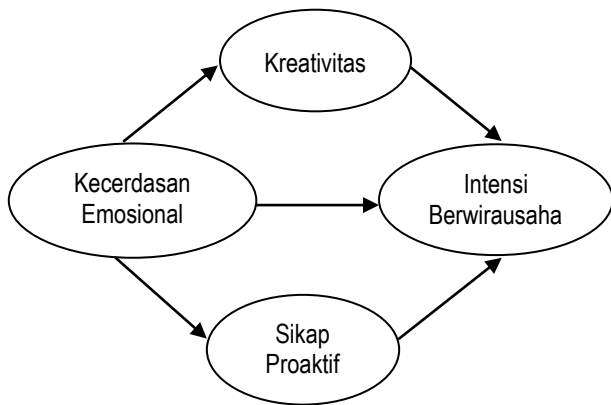 Kreativitas
Kecerdasan
Emosional
Intensi
Berwirausaha
Sikap
Proaktif